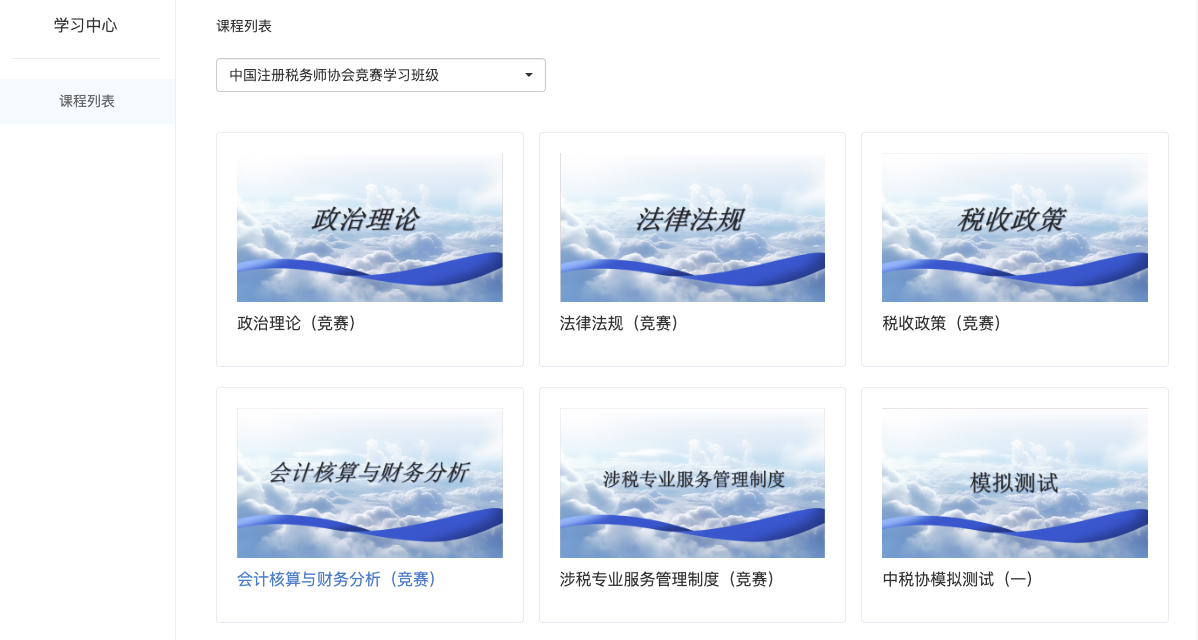 学习中心
课程列表
课程列表
中国注册税务师协会竞赛学习班级
政治理论
法律法规
税收政策
政治理论（竞赛）
法律法规（竞赛）
税收政策（竞赛）
会计核算与财务分析
涉税专业服务管理制度
模拟测试
会计核算与财务分析（竞赛）
涉税专业服务管理制度（竞赛）
中税协模拟测试（一）